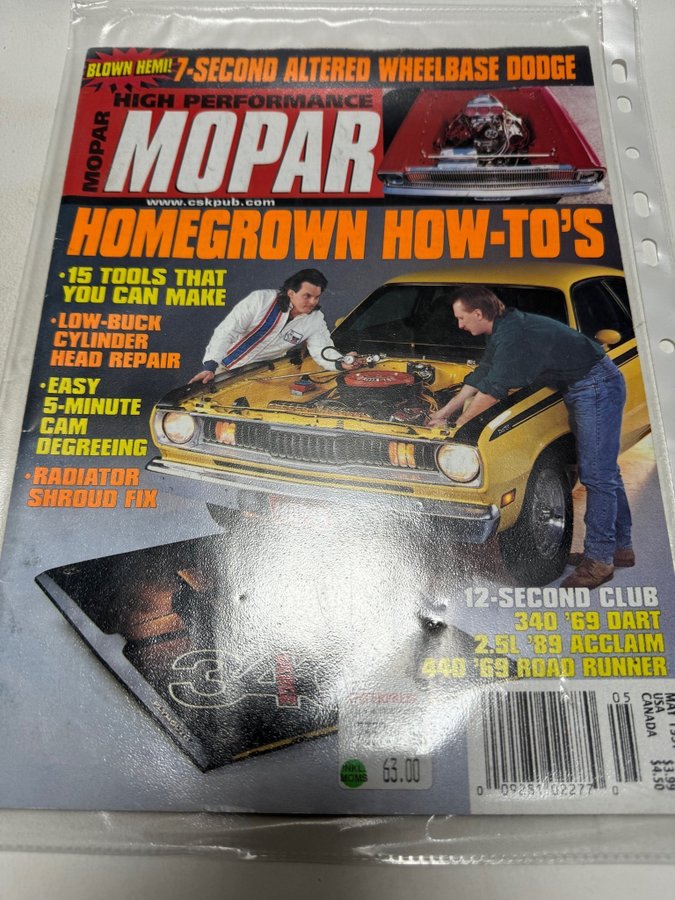 BLOWN HEMI! 7-SECOND ALTERED WHEELBASE DODGE
HIGH PERFORMANCE
MOPAR
MOPAR
www.cskpub.com
HOMEGROWN HOW-TO'S
•15 TOOLS THAT
YOU CAN MAKE
•LOW-BUCK
CYLINDER
HEAD REPAIR
•EASY
5-MINUTE
CAM
DEGREEING
•RADIATOR
SHROUD FIX
12-SECOND CLUB
340 '69 DART
2.5L '89 ACCLAIM
440 '69 ROAD RUNNER
340
INKL.
MOMS
63.00
05
0 09281 02277 0
MAY
USA $3.99
CANADA $4.50